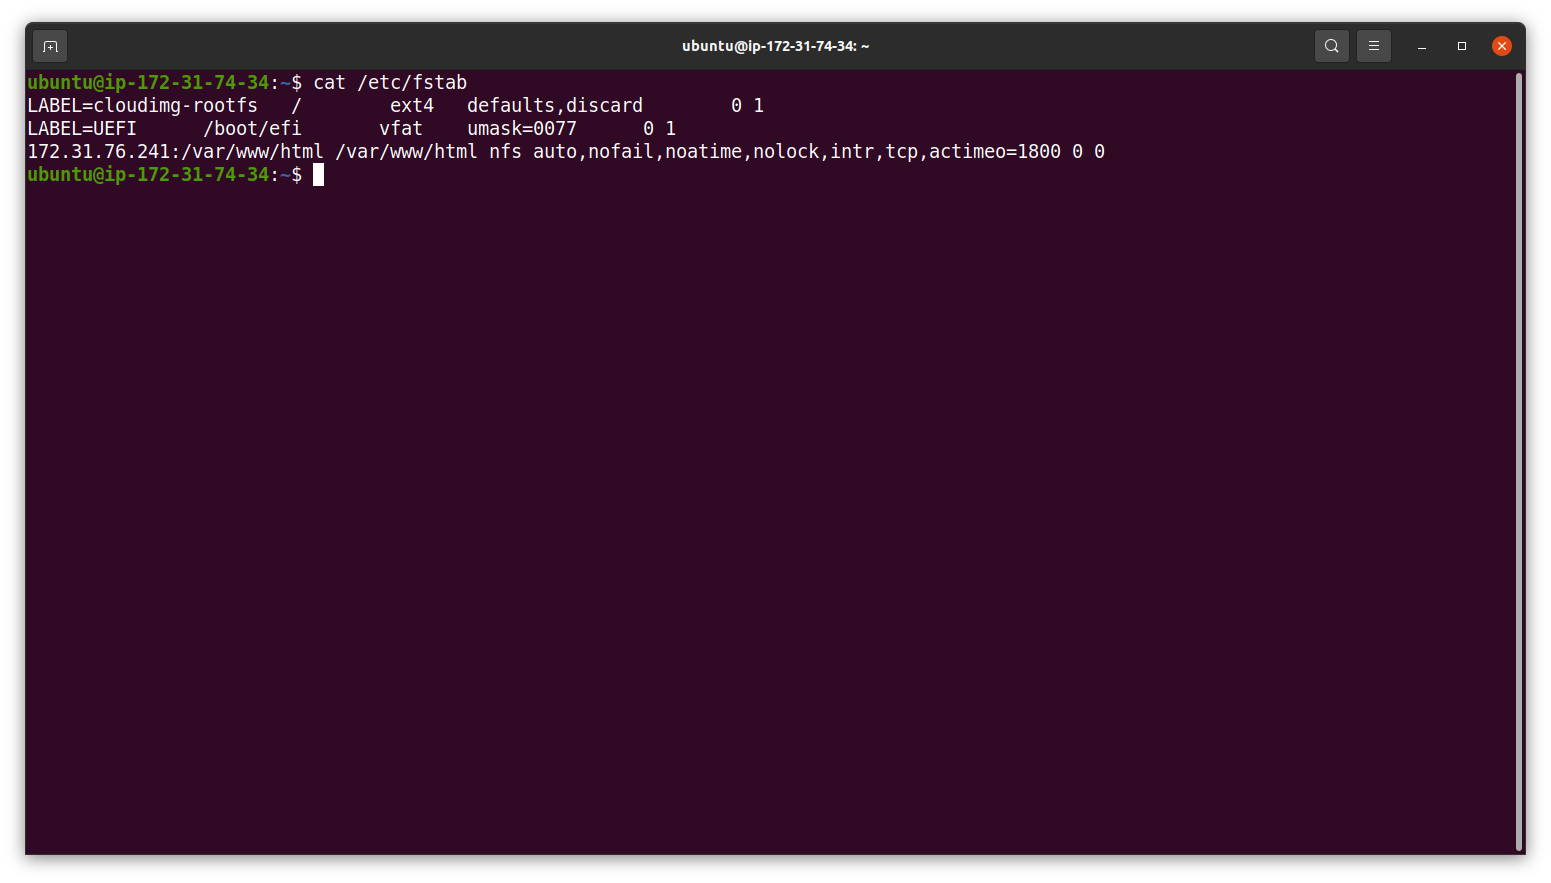 ubuntu@ip-172-31-74-34: ~
ubuntu@ip-172-31-74-34:~$ cat /etc/fstab
LABEL=cloudimg-rootfs   /        ext4   defaults,discard        0 1
LABEL=UEFI      /boot/efi       vfat    umask=0077      0 1
172.31.76.241:/var/www/html /var/www/html nfs auto,nofail,noatime,nolock,intr,tcp,actimeo=1800 0 0
ubuntu@ip-172-31-74-34:~$